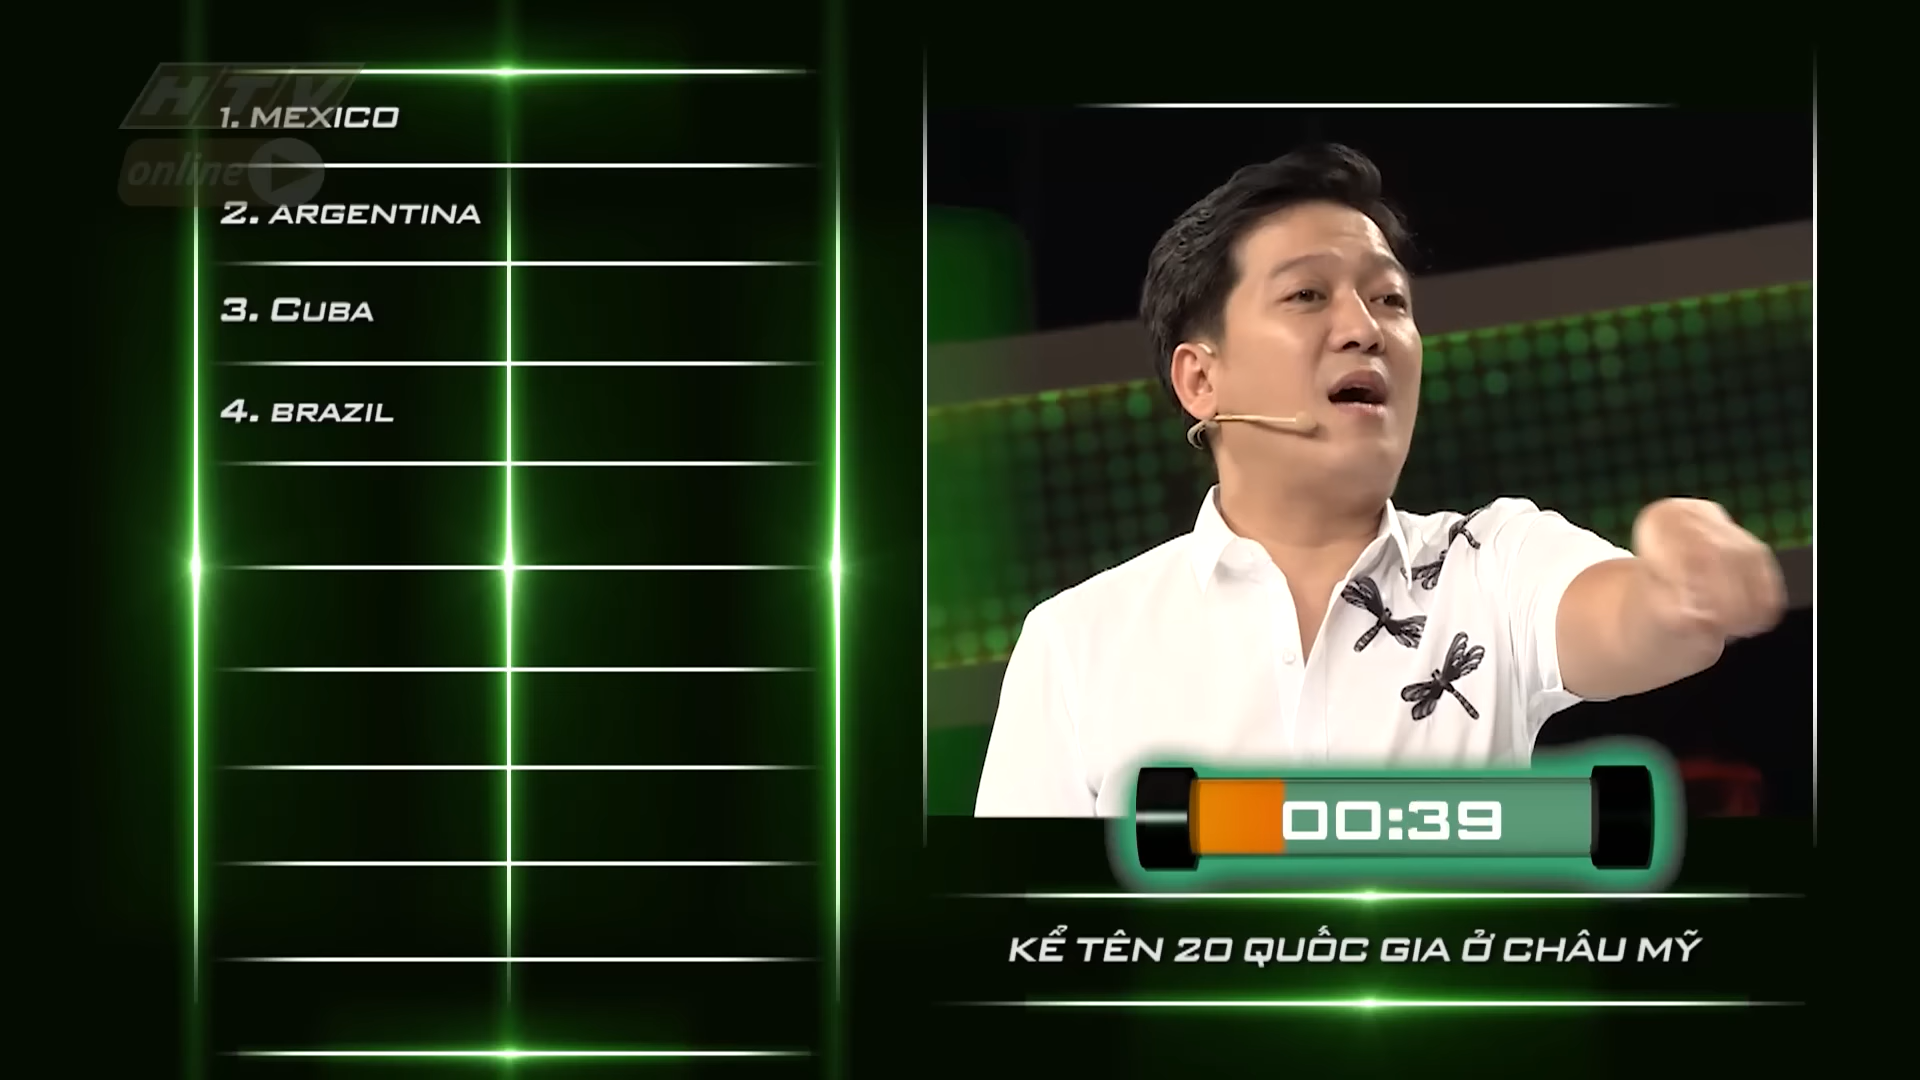 HTV
online
1. MEXICO
2. ARGENTINA
3. CUBA
4. BRAZIL
00:39
KỂ TÊN 20 QUỐC GIA Ở CHÂU MỸ